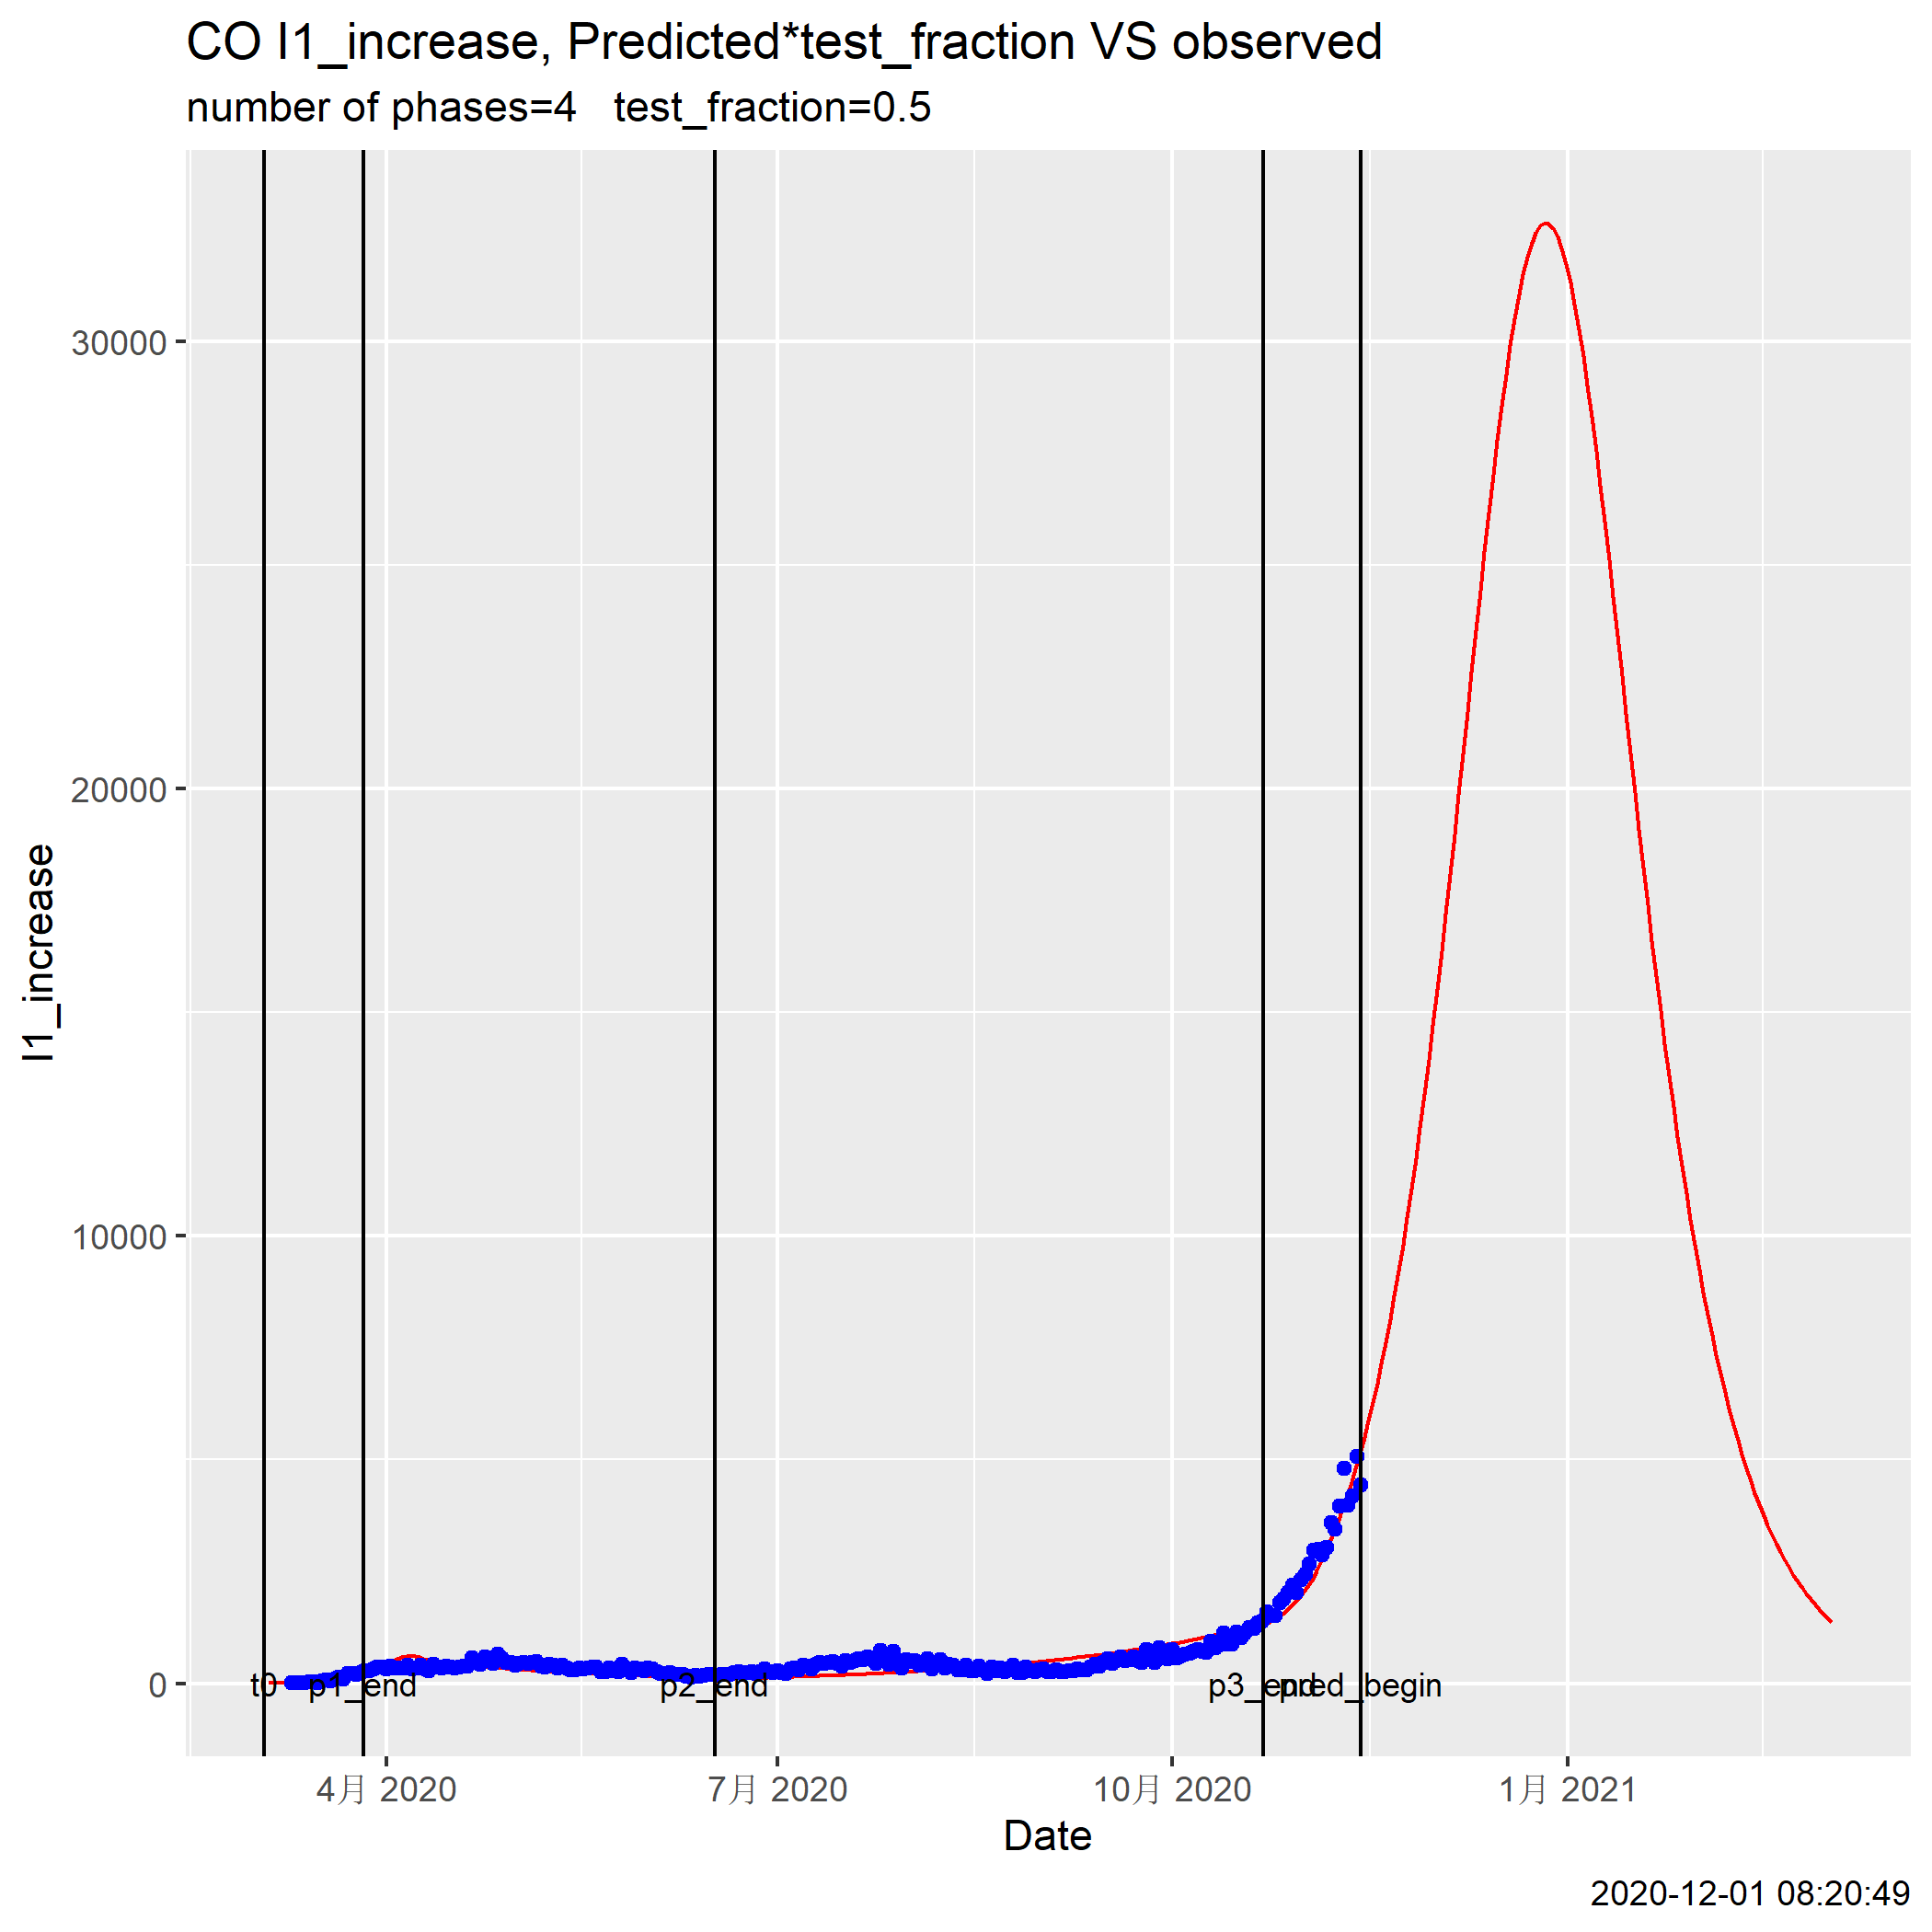 CO I1_increase, Predicted*test_fraction VS observed
number of phases=4 test_fraction=0.5
I1_increase
30000
20000
10000
0
t0 p1_end p2_end p3_end pred_begin
4月 2020 7月 2020 10月 2020 1月 2021
Date
2020-12-01 08:20:49